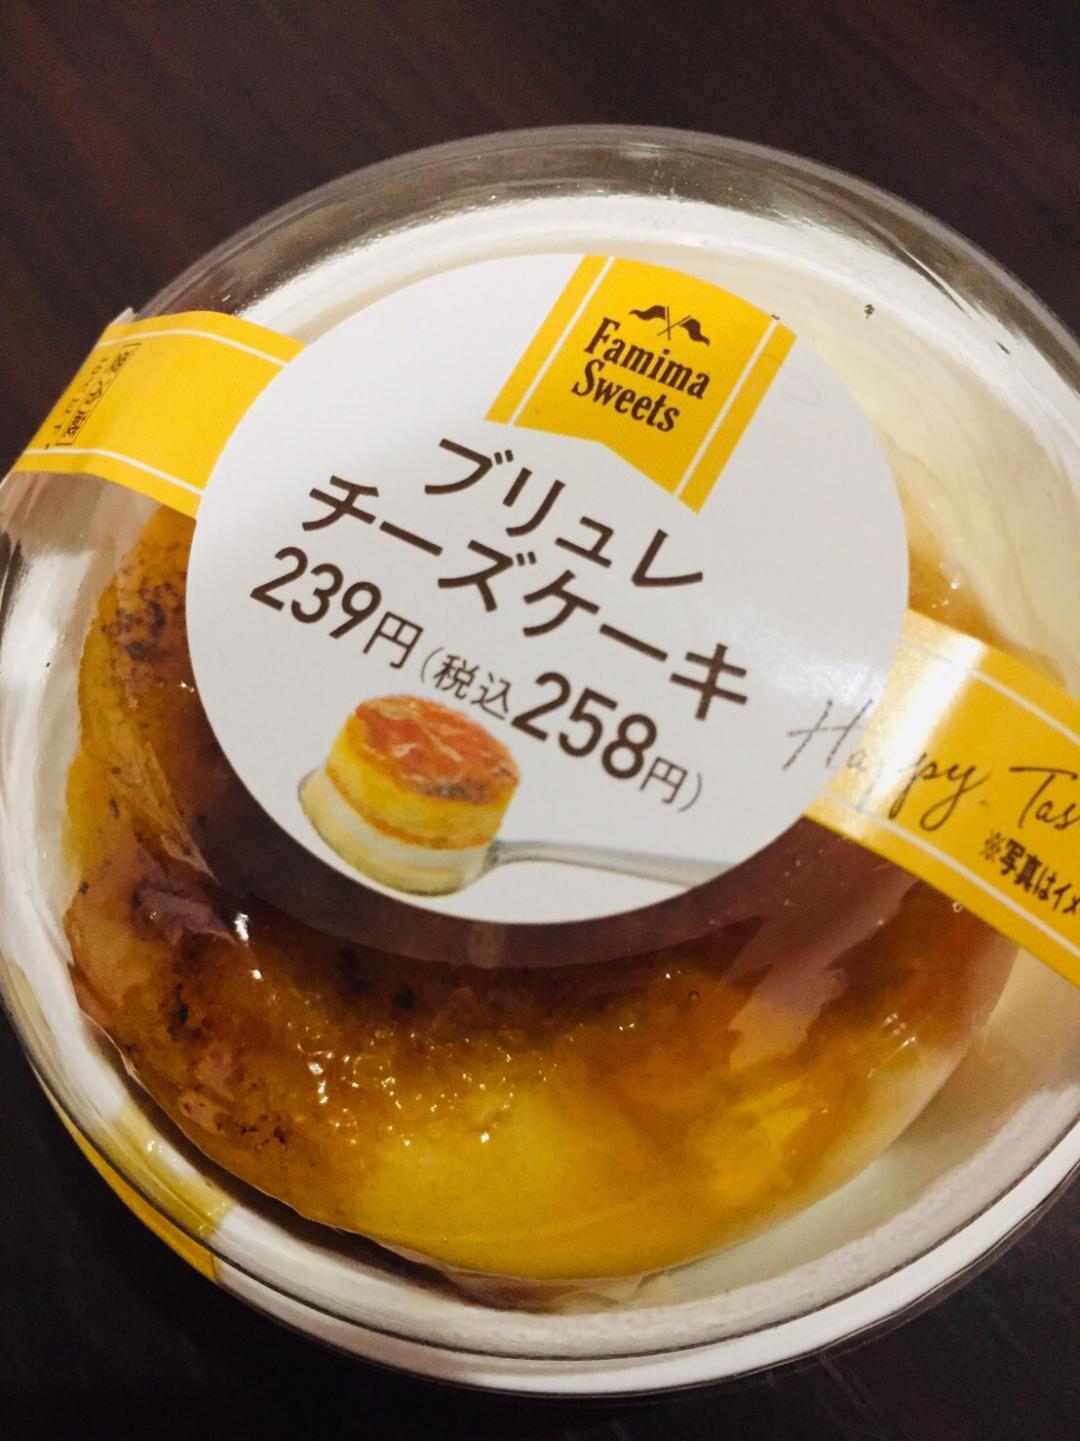 Famima
Sweets
ブリュレ
チーズケーキ
239円(税込258円)
Happy
※写真はイメ